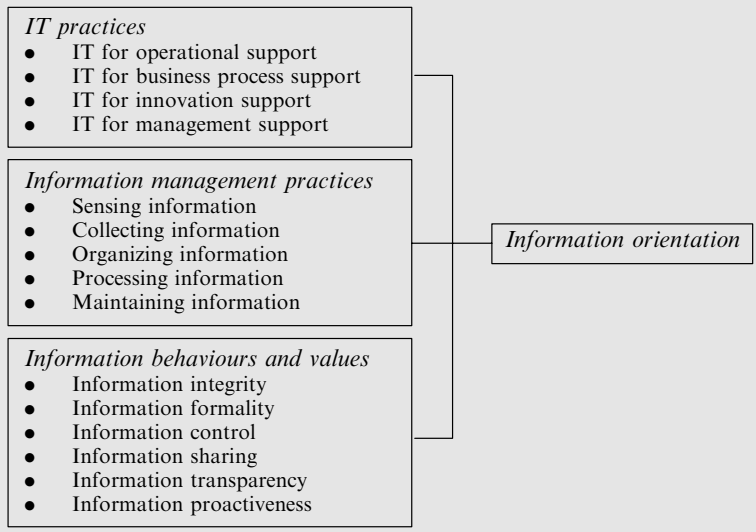 IT practices
● IT for operational support
● IT for business process support
● IT for innovation support
● IT for management support
Information management practices
● Sensing information
● Collecting information
● Organizing information
● Processing information
● Maintaining information
Information orientation
Information behaviours and values
● Information integrity
● Information formality
● Information control
● Information sharing
● Information transparency
● Information proactiveness